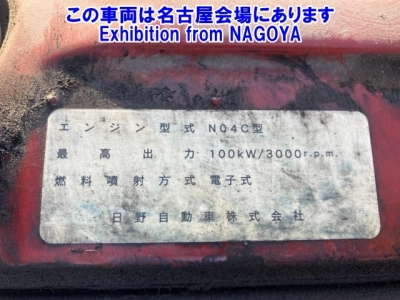 この車両は名古屋会場にあります
Exhibition from NAGOYA
エンジン型式 N04C型
最高出力 100kW/3000r.p.m.
燃料噴射方式 電子式
日野自動車株式会社